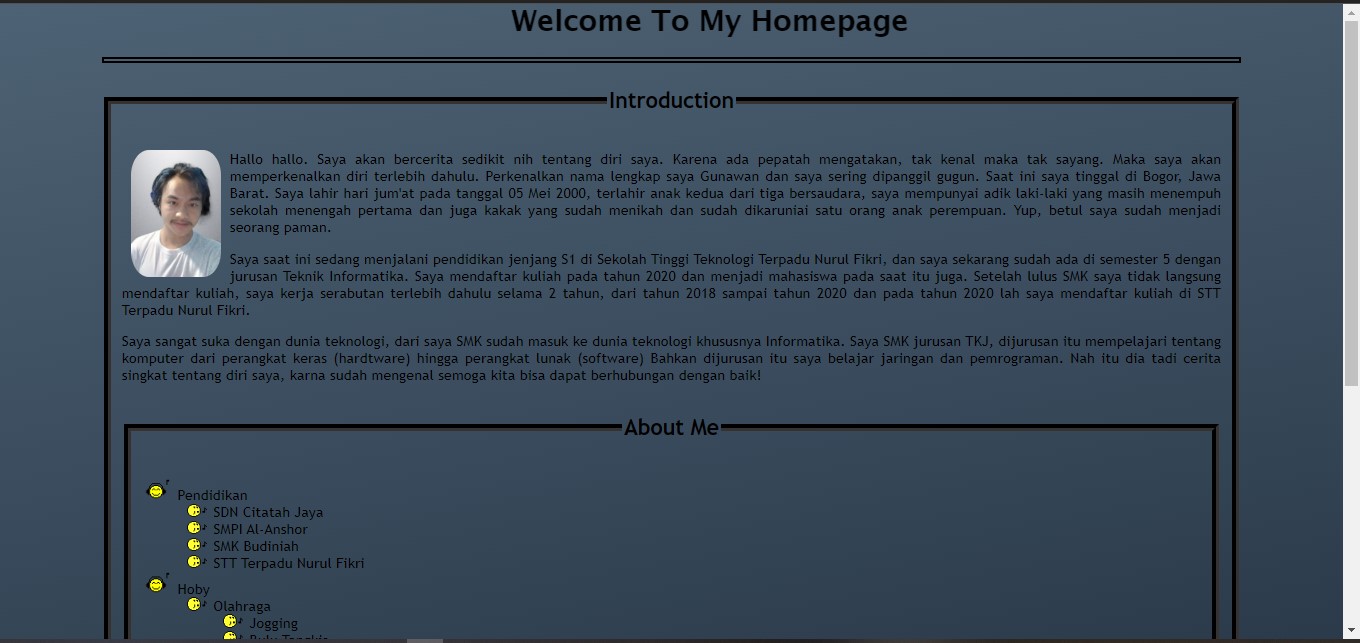 Welcome To My Homepage
Introduction
Hallo hallo. Saya akan bercerita sedikit nih tentang diri saya. Karena ada pepatah mengatakan, tak kenal maka tak sayang. Maka saya akan
memperkenalkan diri terlebih dahulu. Perkenalkan nama lengkap saya Gunawan dan saya sering dipanggil gugun. Saat ini saya tinggal di Bogor, Jawa
Barat. Saya lahir hari jum'at pada tanggal 05 Mei 2000, terlahir anak kedua dari tiga bersaudara, saya mempunyai adik laki-laki yang masih menempuh
sekolah menengah pertama dan juga kakak yang sudah menikah dan sudah dikaruniai satu orang anak perempuan. Yup, betul saya sudah menjadi
seorang paman.
Saya saat ini sedang menjalani pendidikan jenjang S1 di Sekolah Tinggi Teknologi Terpadu Nurul Fikri, dan saya sekarang sudah ada di semester 5 dengan
jurusan Teknik Informatika. Saya mendaftar kuliah pada tahun 2020 dan menjadi mahasiswa pada saat itu juga. Setelah lulus SMK saya tidak langsung
mendaftar kuliah, saya kerja serabutan terlebih dahulu selama 2 tahun, dari tahun 2018 sampai tahun 2020 dan pada tahun 2020 lah saya mendaftar kuliah di STT
Terpadu Nurul Fikri.
Saya sangat suka dengan dunia teknologi, dari saya SMK sudah masuk ke dunia teknologi khususnya Informatika. Saya SMK jurusan TKJ, dijurusan itu mempelajari tentang
komputer dari perangkat keras (hardtware) hingga perangkat lunak (software) Bahkan dijurusan itu saya belajar jaringan dan pemrograman. Nah itu dia tadi cerita
singkat tentang diri saya, karna sudah mengenal semoga kita bisa dapat berhubungan dengan baik!
About Me
Pendidikan
SDN Citatah Jaya
SMPI Al-Anshor
SMK Budiniah
STT Terpadu Nurul Fikri
Hoby
Olahraga
Jogging